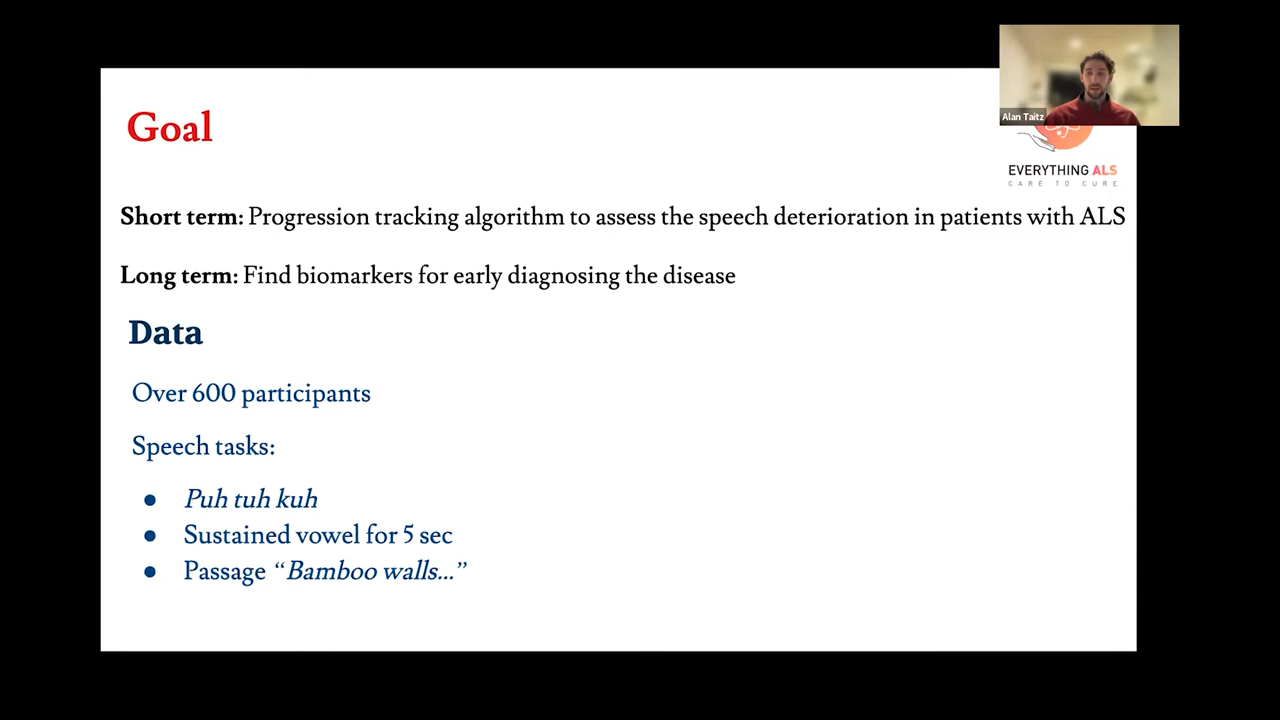 Alan Taitz
Goal
EVERYTHING ALS
CARE TO CURE
Short term: Progression tracking algorithm to assess the speech deterioration in patients with ALS
Long term: Find biomarkers for early diagnosing the disease
Data
Over 600 participants
Speech tasks:
● Puh tuh kuh
● Sustained vowel for 5 sec
● Passage “Bamboo walls...”